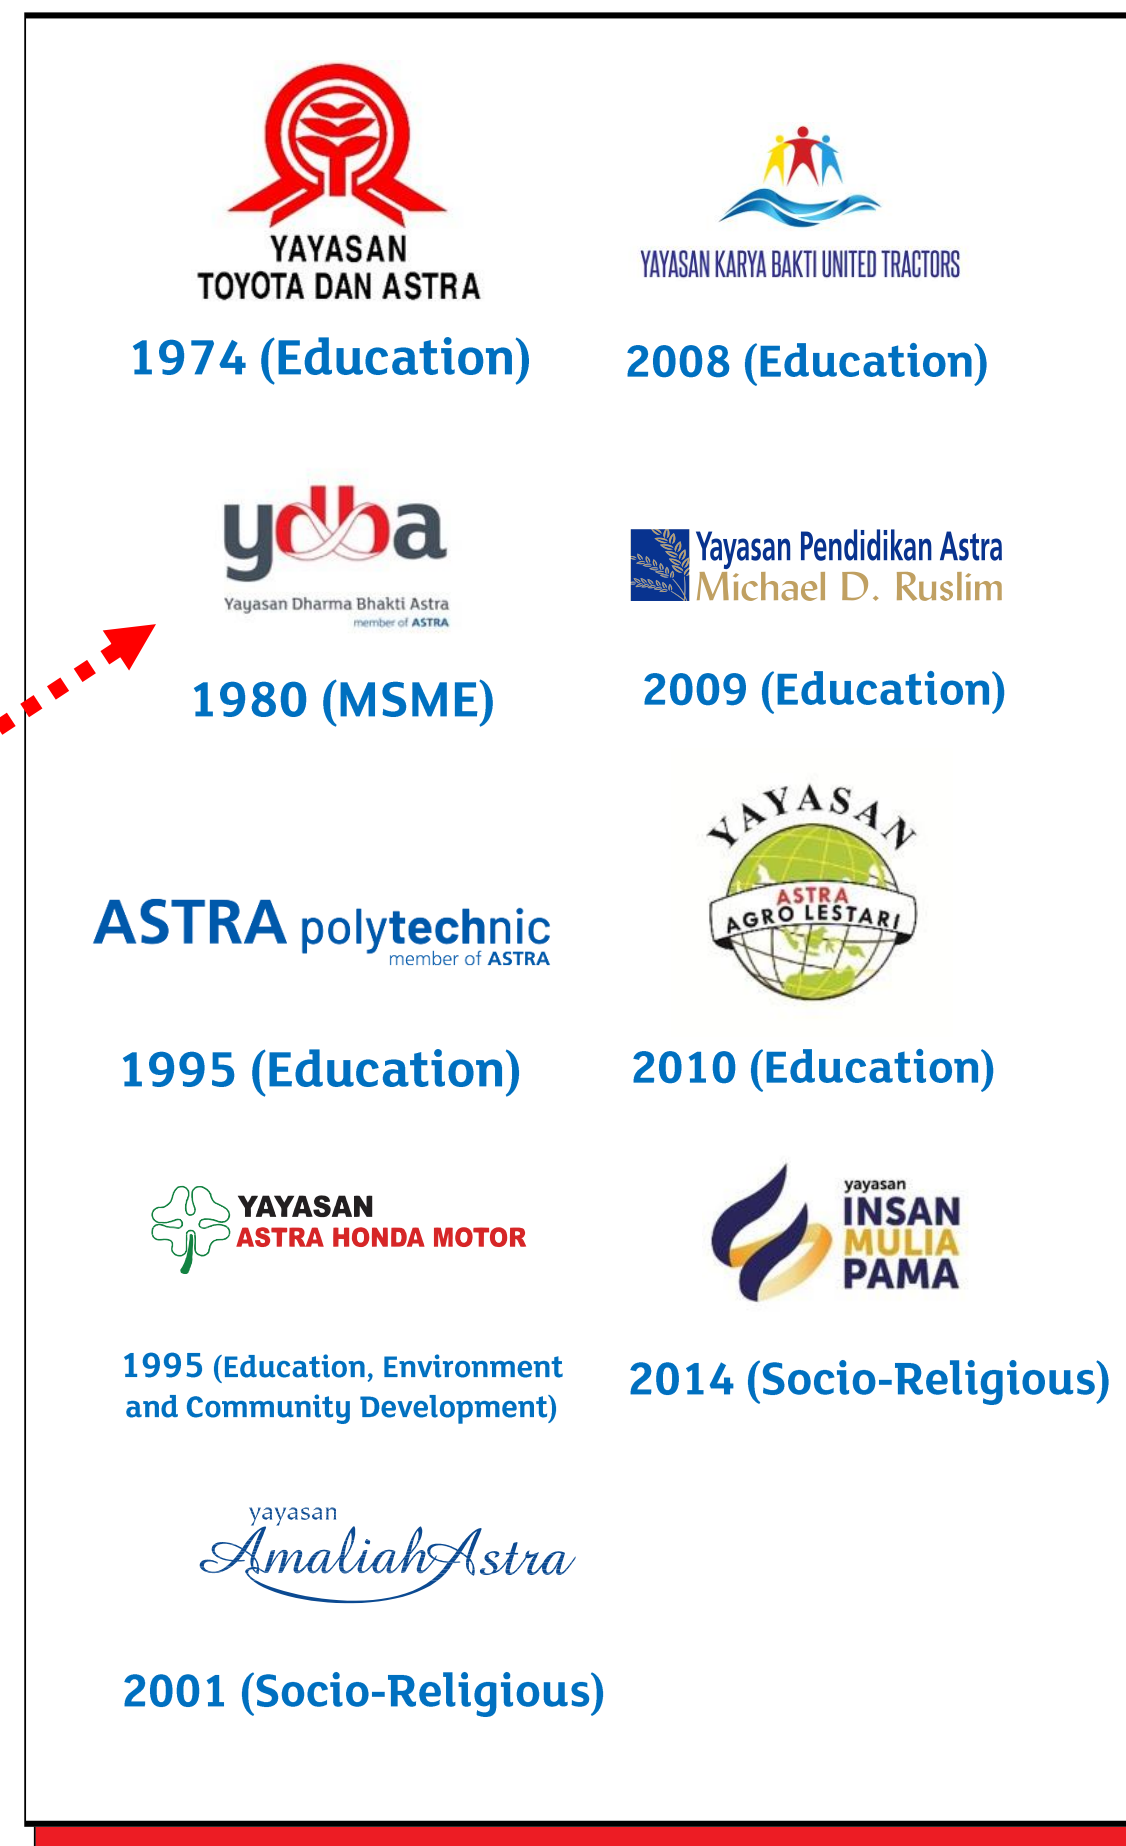 YAYASAN
TOYOTA DAN ASTRA
1974 (Education)
YAYASAN KARYA BAKTI UNITED TRACTORS
2008 (Education)
ydba
Yayasan Dharma Bhakti Astra
member of ASTRA
1980 (MSME)
Yayasan Pendidikan Astra
Michael D. Ruslim
2009 (Education)
ASTRA polytechnic
member of ASTRA
1995 (Education)
YAYASAN
ASTRA
AGRO LESTARI
2010 (Education)
YAYASAN
ASTRA HONDA MOTOR
1995 (Education, Environment
and Community Development)
yayasan
INSAN
MULIA
PAMA
2014 (Socio-Religious)
yayasan
Amaliah Astra
2001 (Socio-Religious)